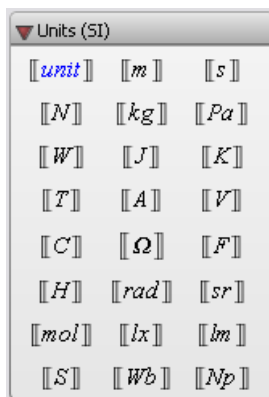 Units (SI)
⟦unit⟧ ⟦m⟧ ⟦s⟧
⟦N⟧ ⟦kg⟧ ⟦Pa⟧
⟦W⟧ ⟦J⟧ ⟦K⟧
⟦T⟧ ⟦A⟧ ⟦V⟧
⟦C⟧ ⟦Ω⟧ ⟦F⟧
⟦H⟧ ⟦rad⟧ ⟦sr⟧
⟦mol⟧ ⟦lx⟧ ⟦lm⟧
⟦S⟧ ⟦Wb⟧ ⟦Np⟧